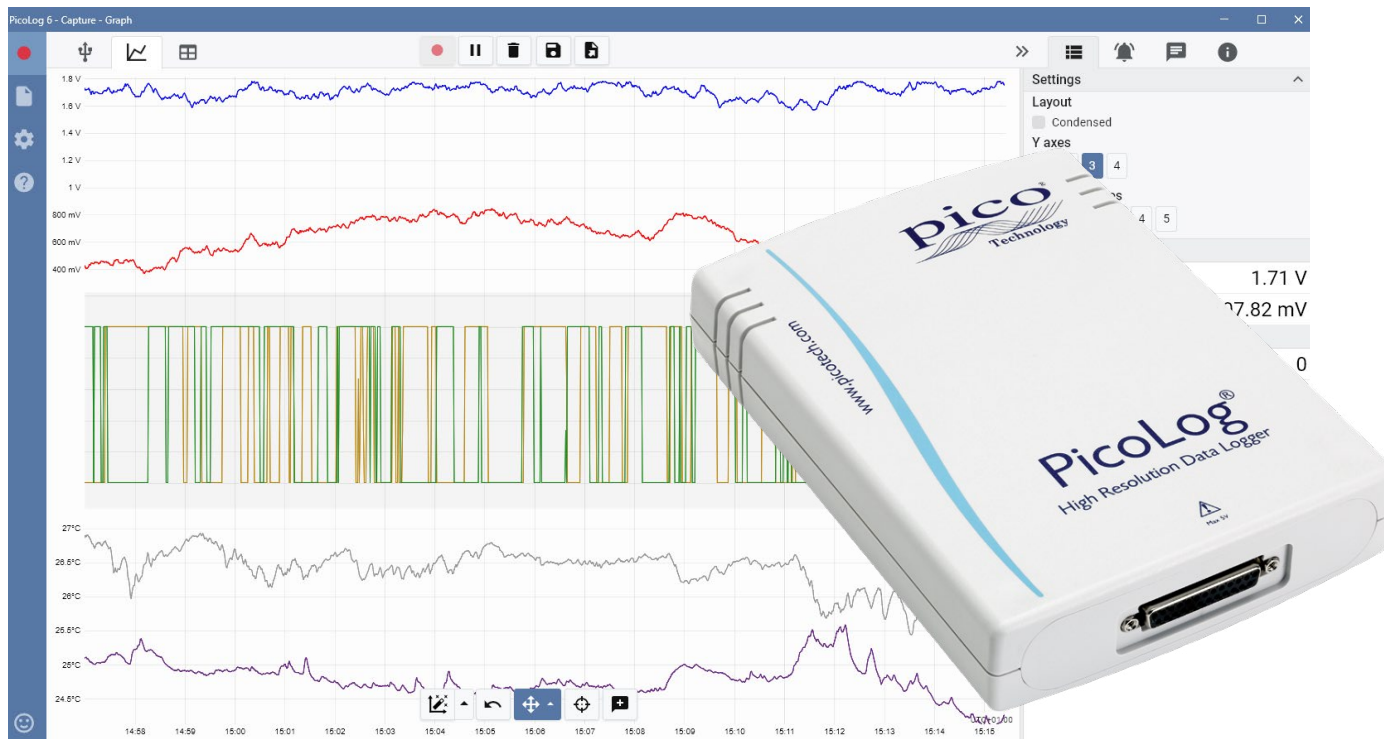 PicoLog 6 - Capture - Graph
Settings
Layout
Condensed
Y axes
3 4
4 5
1.71 V
07.82 mV
0
1.8 V
1.6 V
1.4 V
1.2 V
1 V
800 mV
600 mV
400 mV
27°C
26.5°C
26°C
25.5°C
25°C
24.5°C
14:58 14:59 15:00 15:01 15:02 15:03 15:04 15:05 15:06 15:07 15:08 15:09 15:10 15:11 15:12 15:13 15:14 15:15
pico®
Technology
www.picotech.com
PicoLog®
High Resolution Data Logger
Max 5V